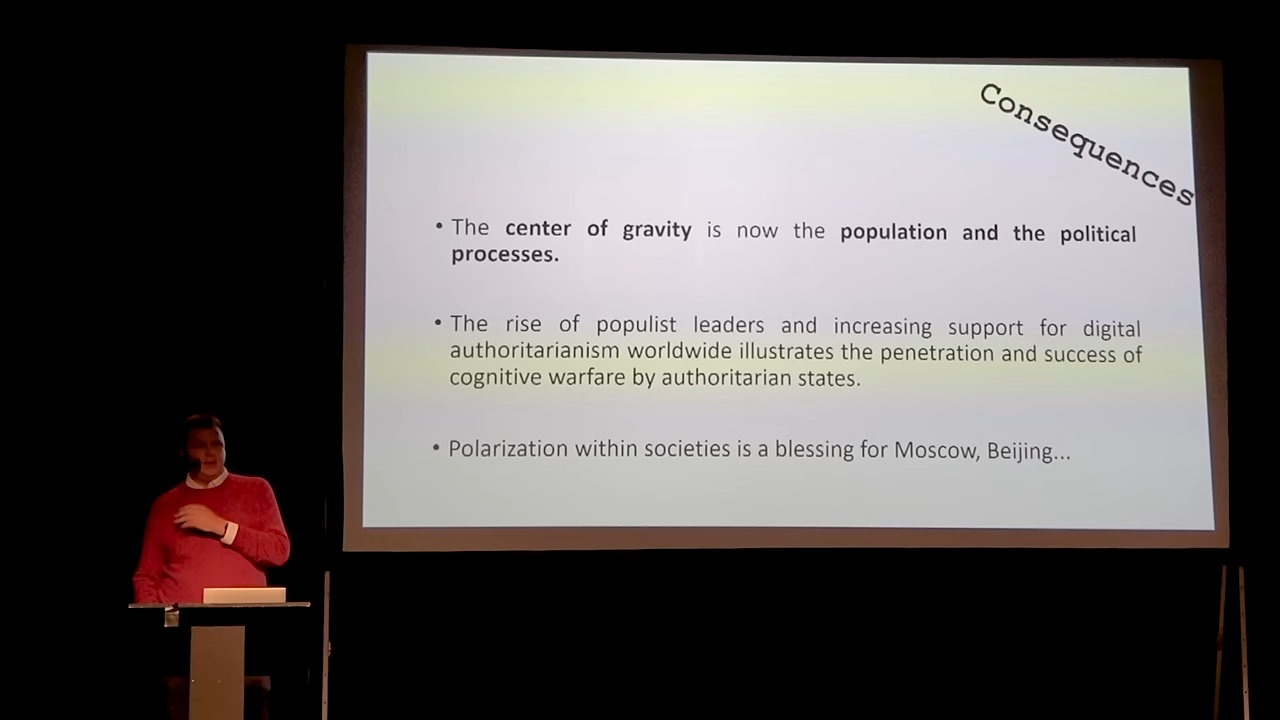 Consequences
• The center of gravity is now the population and the political
processes.
• The rise of populist leaders and increasing support for digital
authoritarianism worldwide illustrates the penetration and success of
cognitive warfare by authoritarian states.
• Polarization within societies is a blessing for Moscow, Beijing...